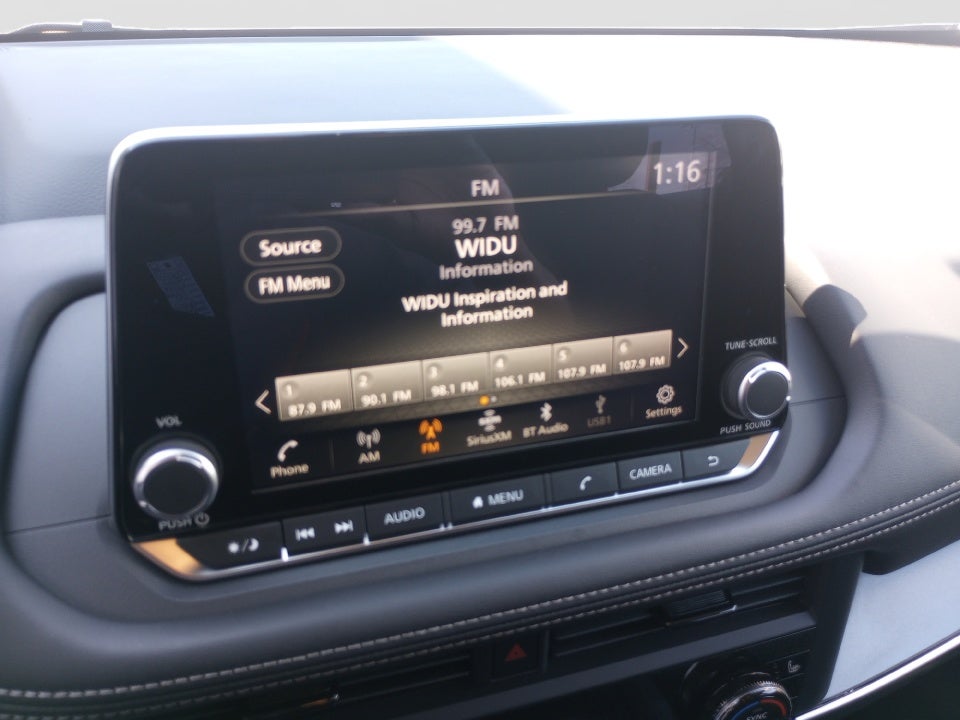 FM
1:16
99.7 FM
WIDU
Information
WIDU Inspiration and
Information
Source
FM Menu
1
87.9 FM
2
90.1 FM
3
98.1 FM
4
106.1 FM
5
107.9 FM
6
107.9 FM
Phone
AM
FM
SiriusXM
BT Audio
USB1
Settings
VOL
PUSH
TUNE·SCROLL
PUSH SOUND
AUDIO
MENU
CAMERA
SYNC